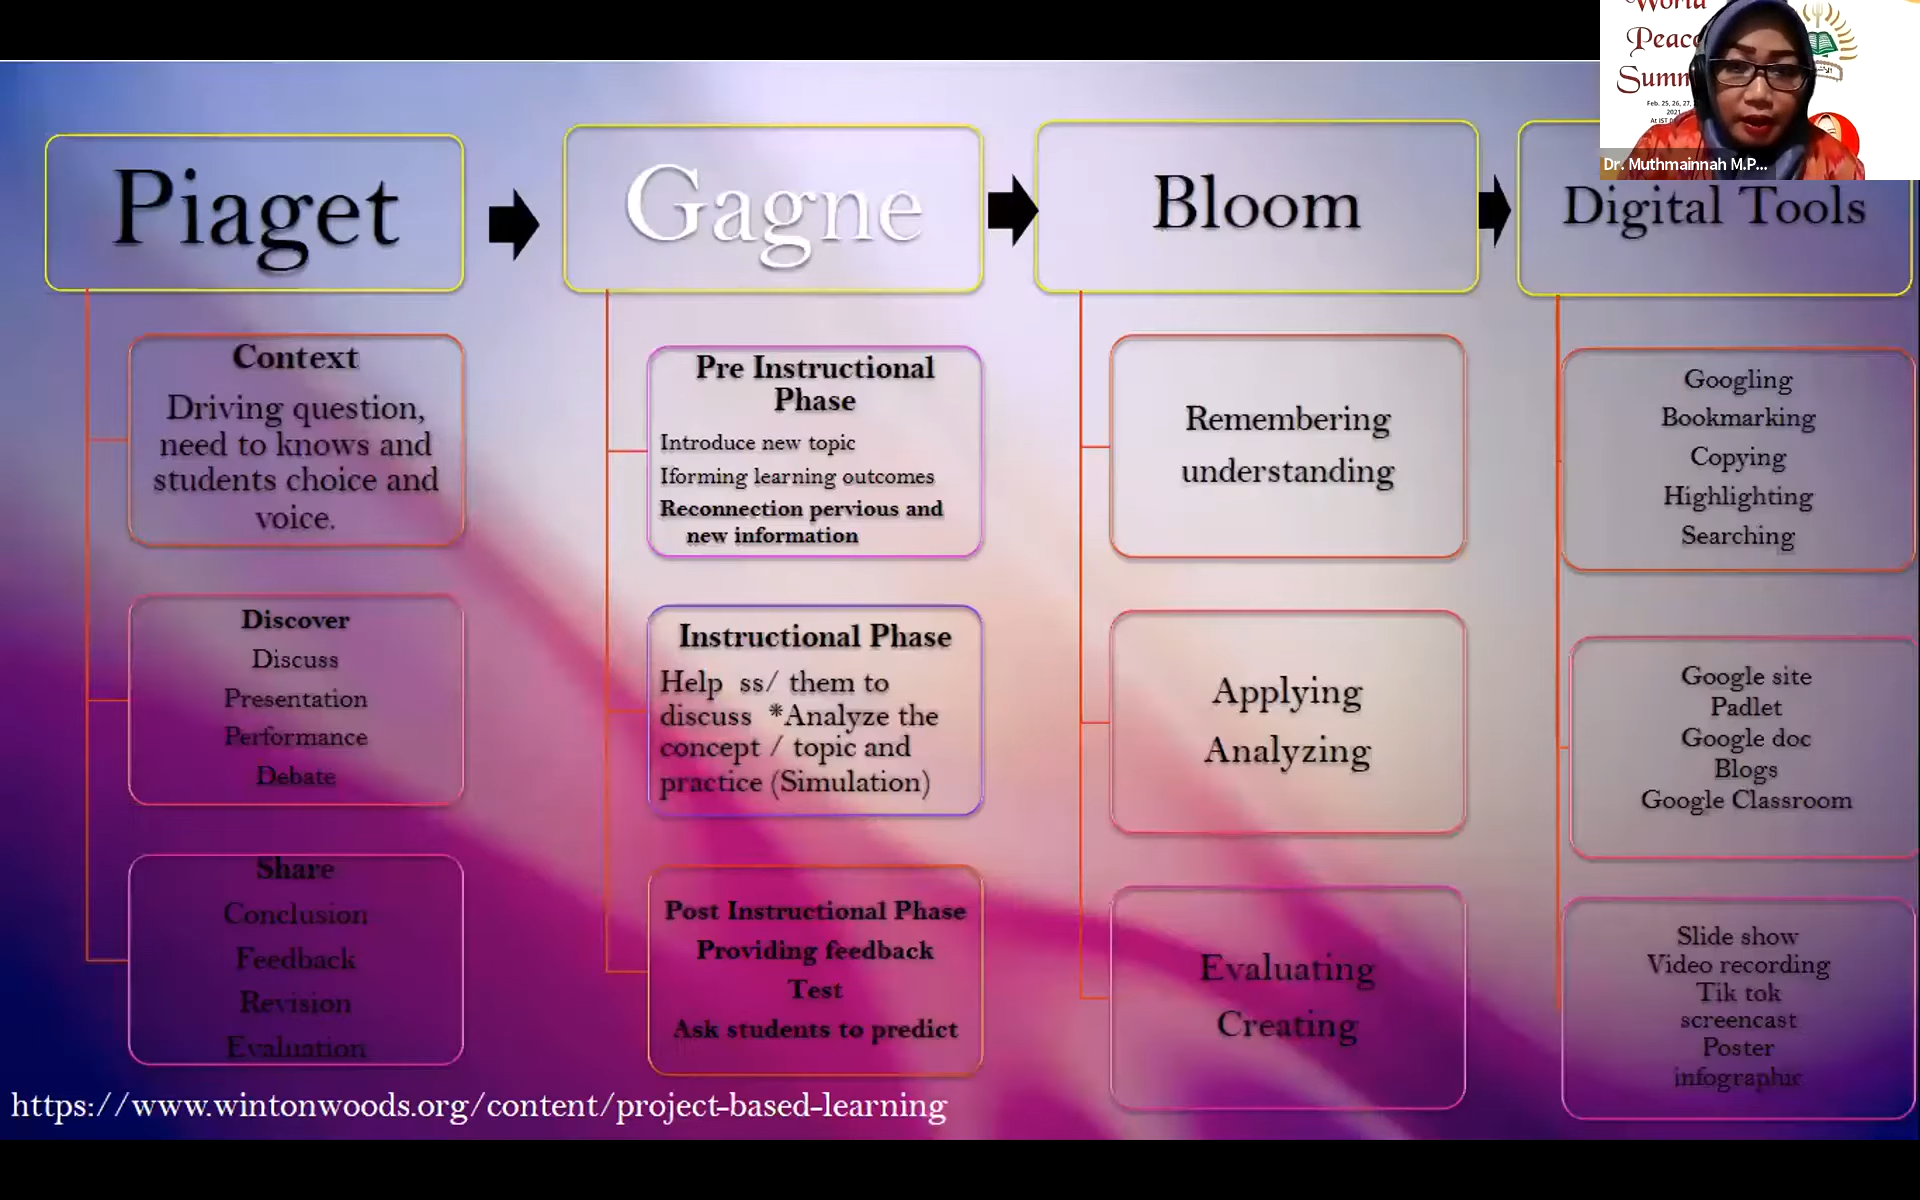 World
Peace
Summ
Feb. 25, 26, 27,
2021
Dr. Muthmainnah M.P...
Piaget
Context
Driving question,
need to knows and
students choice and
voice.
Discover
Discuss
Presentation
Performance
Debate
Share
Conclusion
Feedback
Revision
Evaluation
Gagne
Pre Instructional
Phase
Introduce new topic
Iforming learning outcomes
Reconnection pervious and
new information
Instructional Phase
Help ss/ them to
discuss *Analyze the
concept / topic and
practice (Simulation)
Post Instructional Phase
Providing feedback
Test
Ask students to predict
Bloom
Remembering
understanding
Applying
Analyzing
Evaluating
Creating
Digital Tools
Googling
Bookmarking
Copying
Highlighting
Searching
Google site
Padlet
Google doc
Blogs
Google Classroom
Slide show
Video recording
Tik tok
screencast
Poster
infographic
https://www.wintonwoods.org/content/project-based-learning